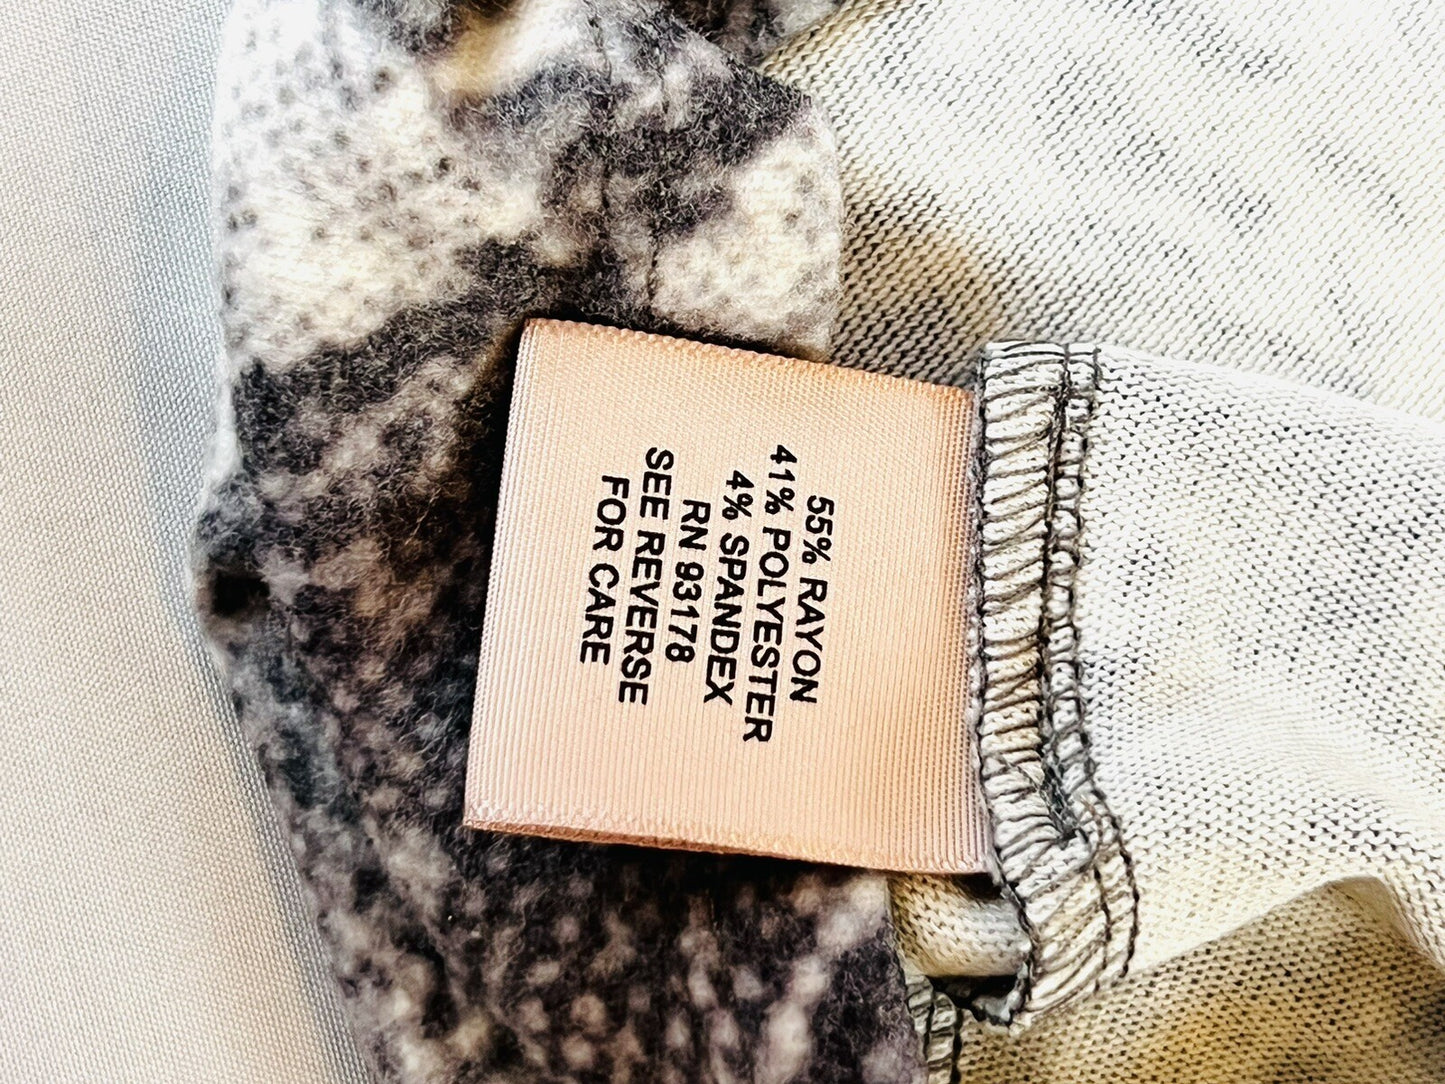 55% RAYON
41% POLYESTER
4% SPANDEX
RN 93178
SEE REVERSE
FOR CARE